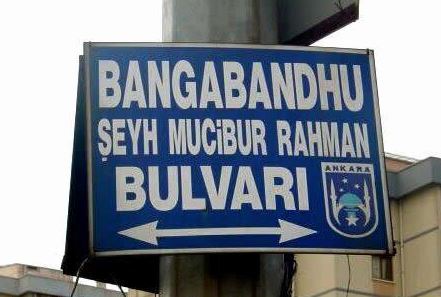 BANGABANDHU
ŞEYH MUCİBUR RAHMAN
BULVARI
ANKARA